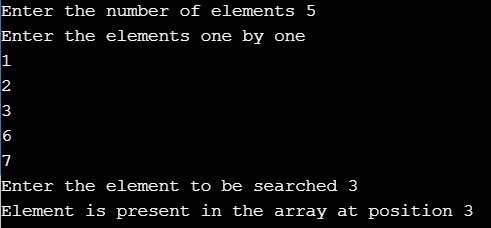 Enter the number of elements 5
Enter the elements one by one
1
2
3
6
7
Enter the element to be searched 3
Element is present in the array at position 3